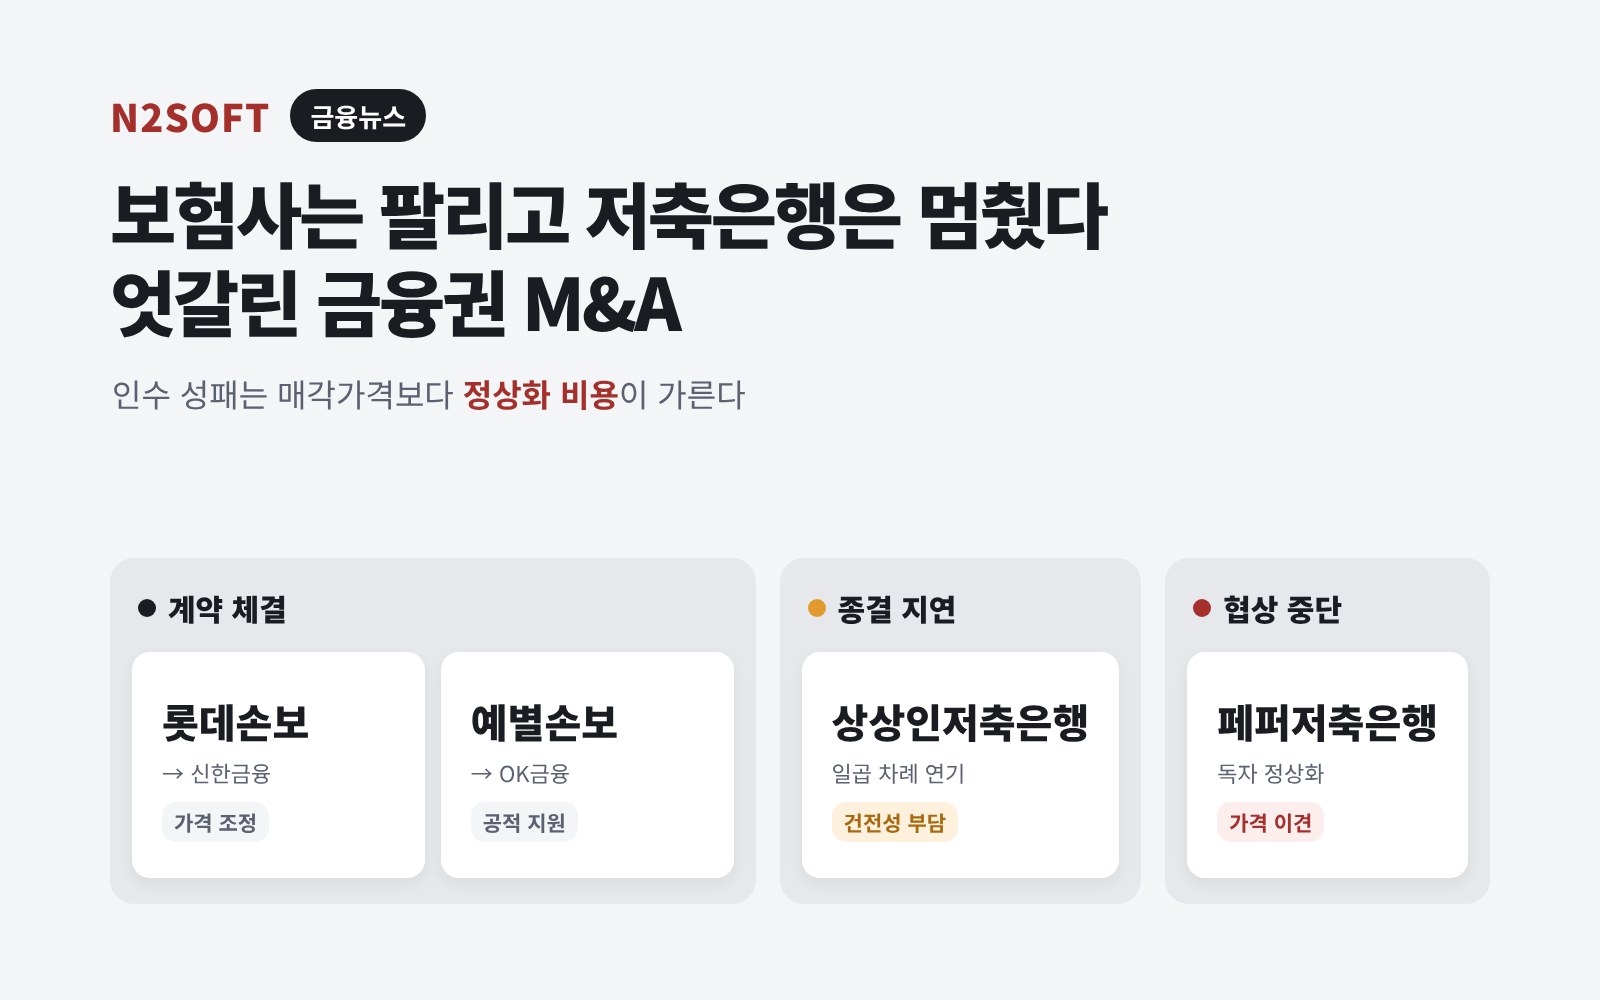 N2SOFT 금융뉴스
보험사는 팔리고 저축은행은 멈췄다
엇갈린 금융권 M&A
인수 성패는 매각가격보다 정상화 비용이 가른다
계약 체결
롯데손보
→ 신한금융
가격 조정
예별손보
→ OK금융
공적 지원
종결 지연
상상인저축은행
일곱 차례 연기
건전성 부담
협상 중단
페퍼저축은행
독자 정상화
가격 이견